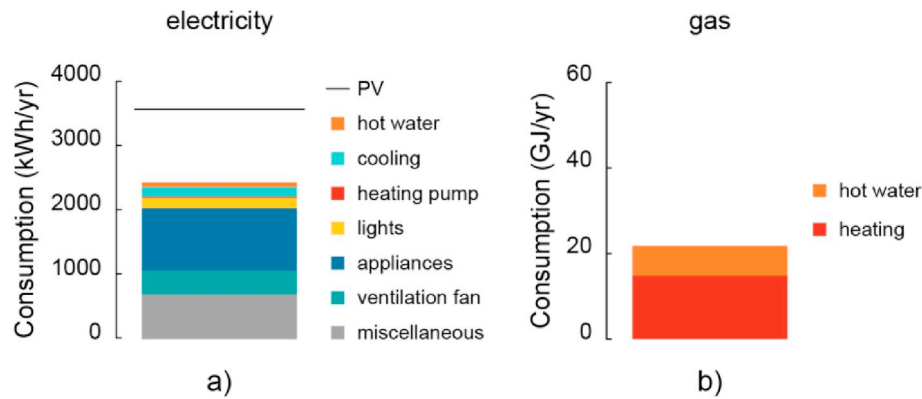 electricity
Consumption (kWh/yr)
4000
3000
2000
1000
0
PV
hot water
cooling
heating pump
lights
appliances
ventilation fan
miscellaneous
a)
gas
Consumption (GJ/yr)
60
40
20
0
hot water
heating
b)